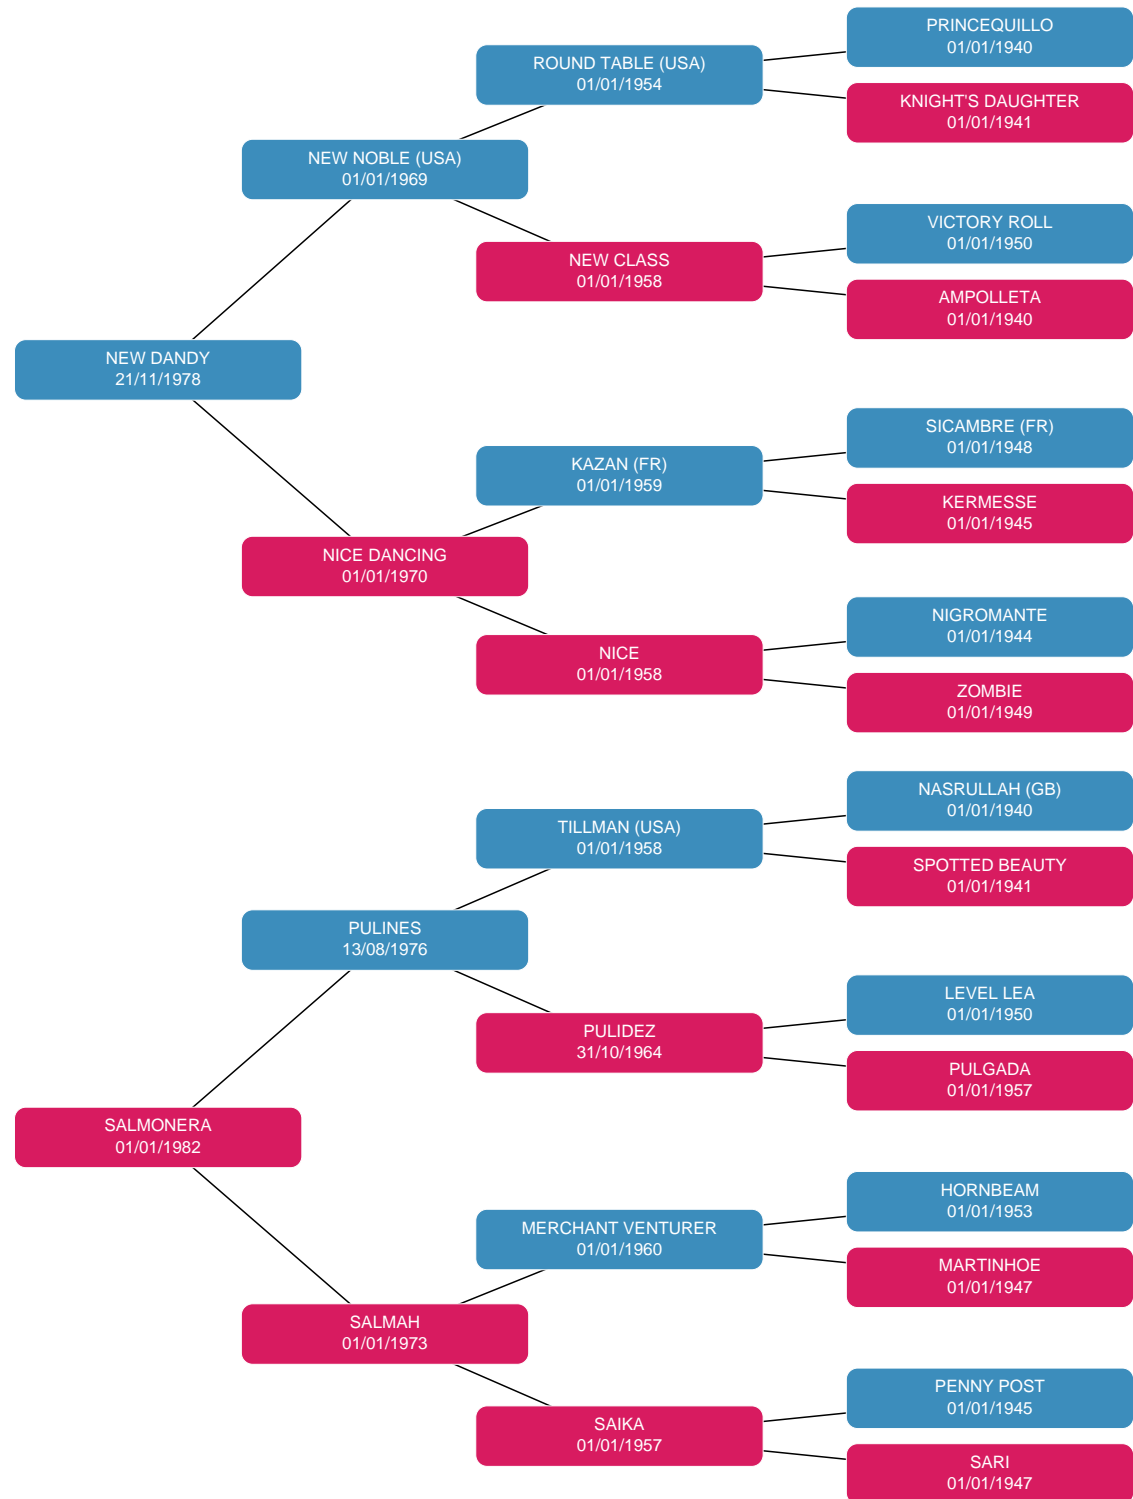 PRINCEQUILLO
01/01/1940
ROUND TABLE (USA)
01/01/1954
KNIGHT'S DAUGHTER
01/01/1941
NEW NOBLE (USA)
01/01/1969
VICTORY ROLL
01/01/1950
NEW CLASS
01/01/1958
AMPOLLETA
01/01/1940
NEW DANDY
21/11/1978
SICAMBRE (FR)
01/01/1948
KAZAN (FR)
01/01/1959
KERMESSE
01/01/1945
NICE DANCING
01/01/1970
NIGROMANTE
01/01/1944
NICE
01/01/1958
ZOMBIE
01/01/1949
NASRULLAH (GB)
01/01/1940
TILLMAN (USA)
01/01/1958
SPOTTED BEAUTY
01/01/1941
PULINES
13/08/1976
LEVEL LEA
01/01/1950
PULIDEZ
31/10/1964
PULGADA
01/01/1957
SALMONERA
01/01/1982
HORNBEAM
01/01/1953
MERCHANT VENTURER
01/01/1960
MARTINHOE
01/01/1947
SALMAH
01/01/1973
PENNY POST
01/01/1945
SAIKA
01/01/1957
SARI
01/01/1947